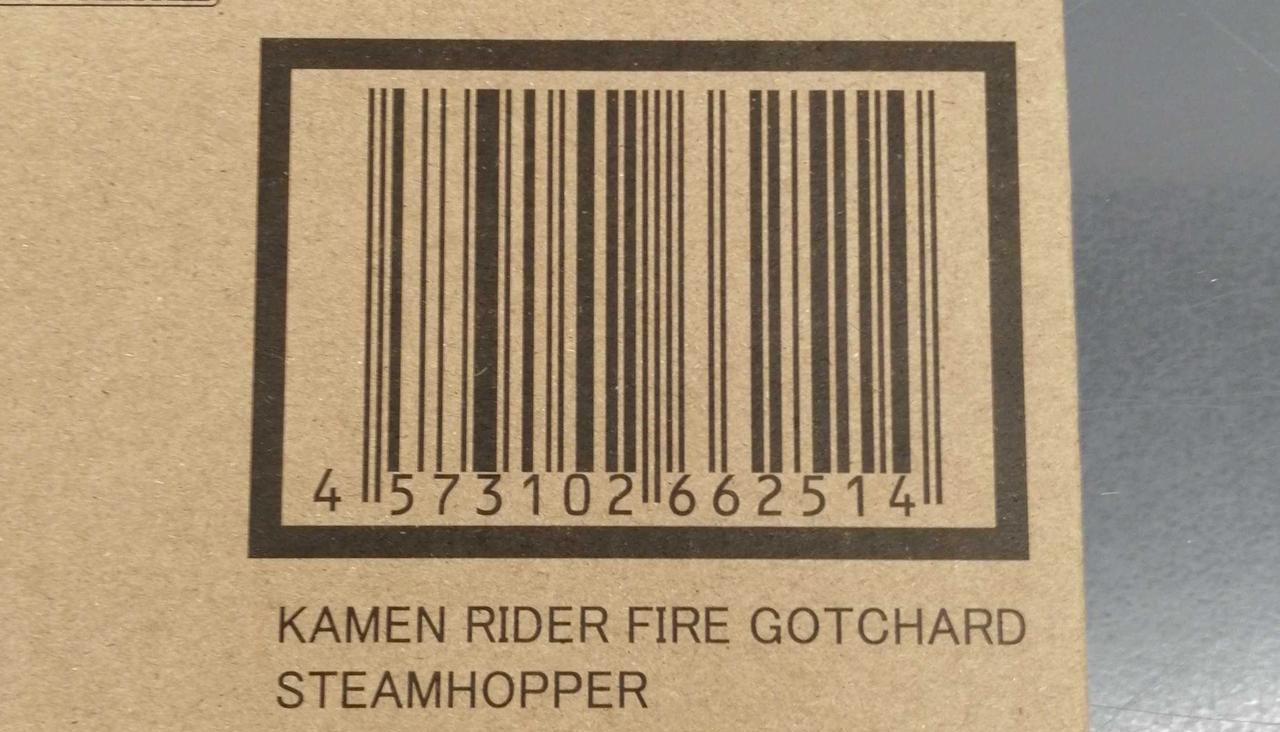 4 573102 662514
KAMEN RIDER FIRE GOTCHARD
STEAMHOPPER